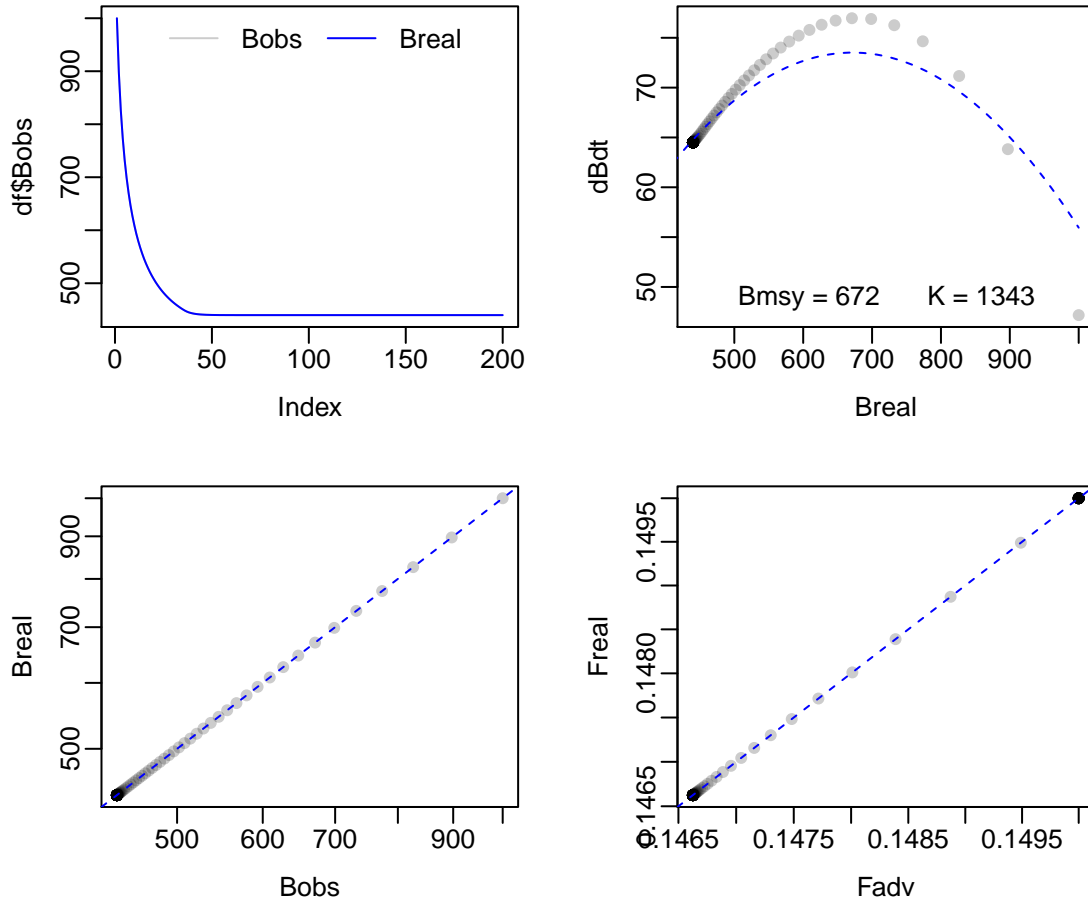 Bobs Breal
df$Bobs
500 700 900
0 50 100 150 200
Index
Bmsy = 672 K = 1343
dBdt
50 60 70
500 600 700 800 900
Breal
Breal
500 700 900
500 600 700 900
Bobs
Freal
0.1465 0.1480 0.1495
0.1465 0.1475 0.1485 0.1495
Fadv